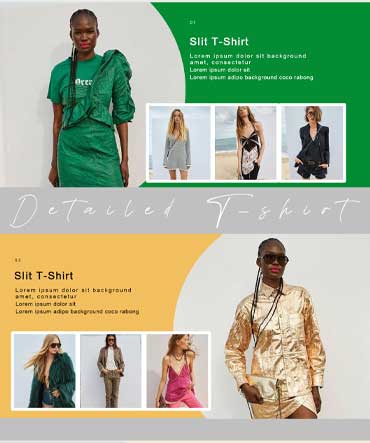 01
Slit T-Shirt
Lorem ipsum dolor sit background
amet, consectetur
Lorem ipsum dolor sit
Lorem ipsum adipo background coco rabong
Detailed T-shirt
02
Slit T-Shirt
Lorem ipsum dolor sit background
amet, consectetur
Lorem ipsum dolor sit
Lorem ipsum adipo background coco rabong